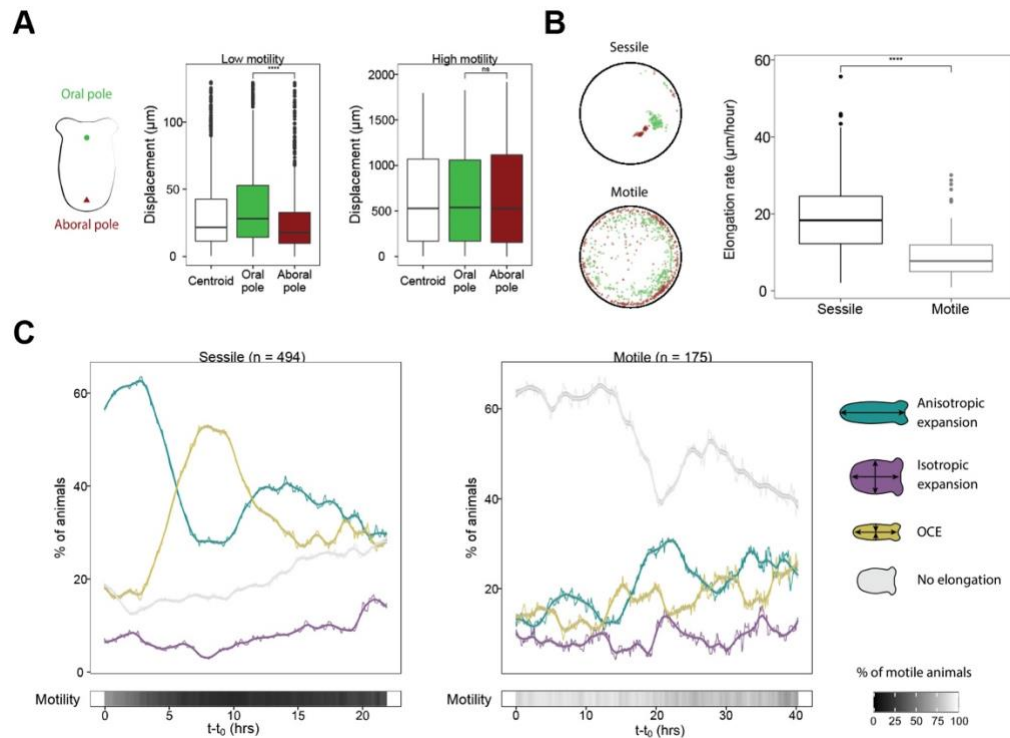 A
Oral pole
Aboral pole
Low motility
****
Displacement (µm)
100
50
0
Centroid
Oral
pole
Aboral
pole
High motility
ns
Displacement (µm)
2000
1500
1000
500
0
Centroid
Oral
pole
Aboral
pole
B
Sessile
Motile
****
Elongation rate (µm/hour)
60
40
20
0
Sessile
Motile
C
Sessile (n = 494)
% of animals
60
40
20
0
Motility
0
5
10
15
20
t-t0 (hrs)
Motile (n = 175)
% of animals
60
40
20
Motility
0
10
20
30
40
t-t0 (hrs)
Anisotropic
expansion
Isotropic
expansion
OCE
No elongation
% of motile animals
0 25 50 75 100